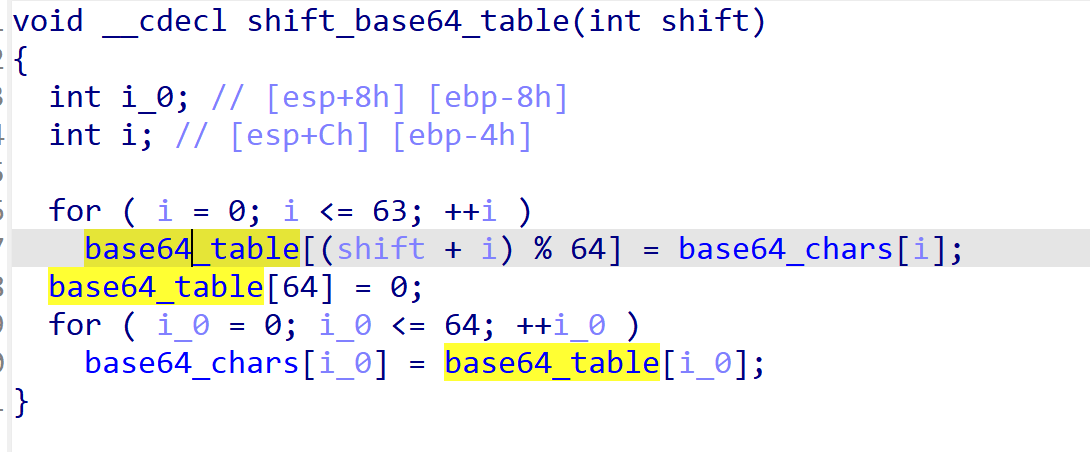 void __cdecl shift_base64_table(int shift)
{
  int i_0; // [esp+8h] [ebp-8h]
  int i; // [esp+Ch] [ebp-4h]

  for ( i = 0; i <= 63; ++i )
    base64_table[(shift + i) % 64] = base64_chars[i];
  base64_table[64] = 0;
  for ( i_0 = 0; i_0 <= 64; ++i_0 )
    base64_chars[i_0] = base64_table[i_0];
}